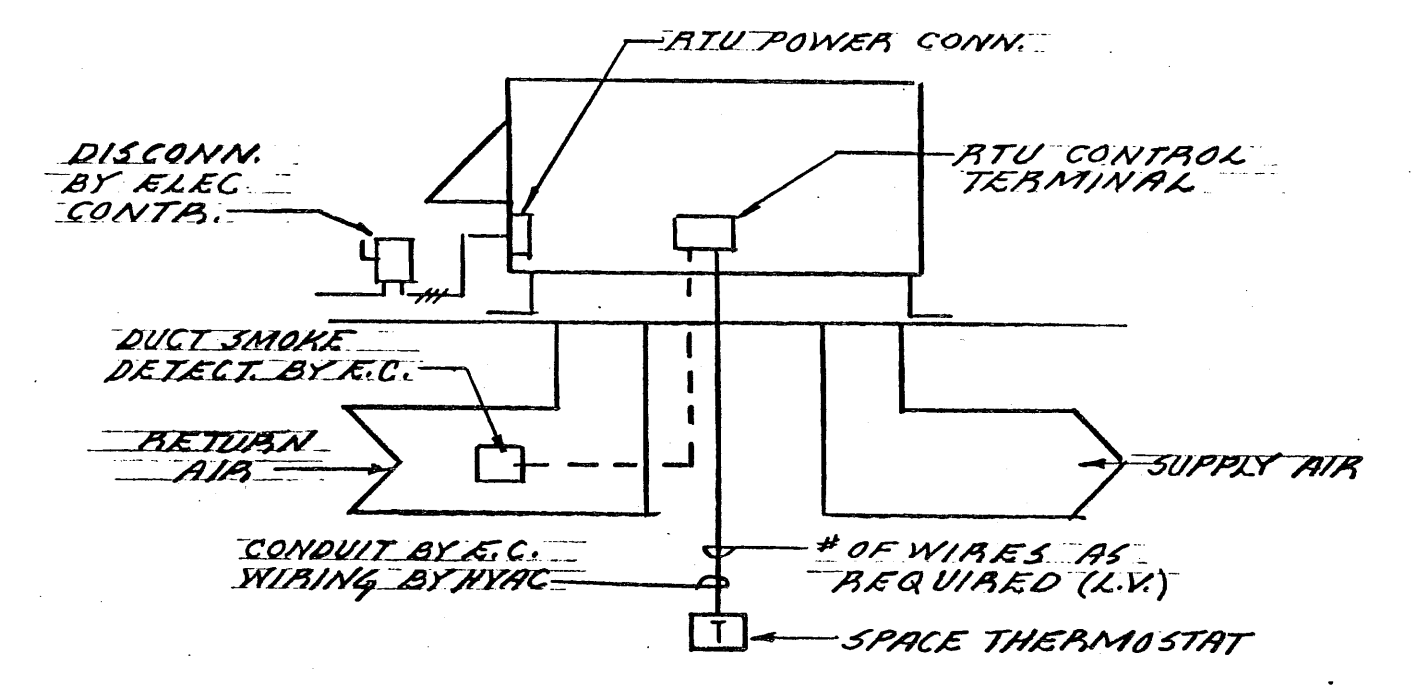 RTU POWER CONN.
DISCONN.
BY ELEC
CONTR.
RTU CONTROL
TERMINAL
DUCT SMOKE
DETECT. BY E.C.
RETURN
AIR
SUPPLY AIR
CONDUIT BY E.C.
WIRING BY HVAC
# OF WIRES AS
REQUIRED (L.V.)
T
SPACE THERMOSTAT